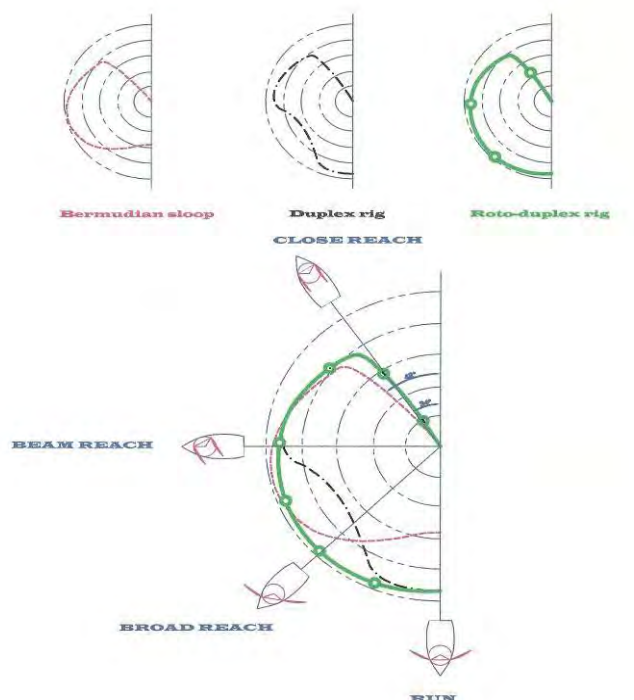 Bermudian sloop
Duplex rig
Roto-duplex rig
CLOSE REACH
BEAM REACH
BROAD REACH
RUN